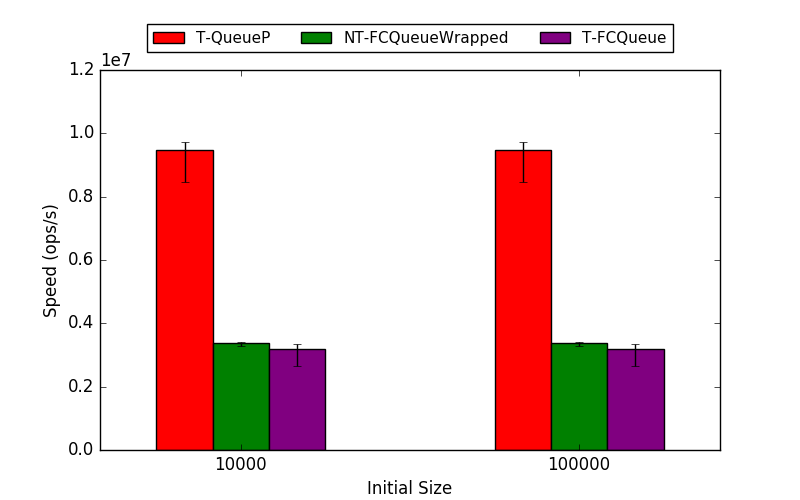 T-QueueP NT-FCQueueWrapped T-FCQueue
1e7
1.2
1.0
0.8
0.6
0.4
0.2
0.0
Speed (ops/s)
10000 100000
Initial Size